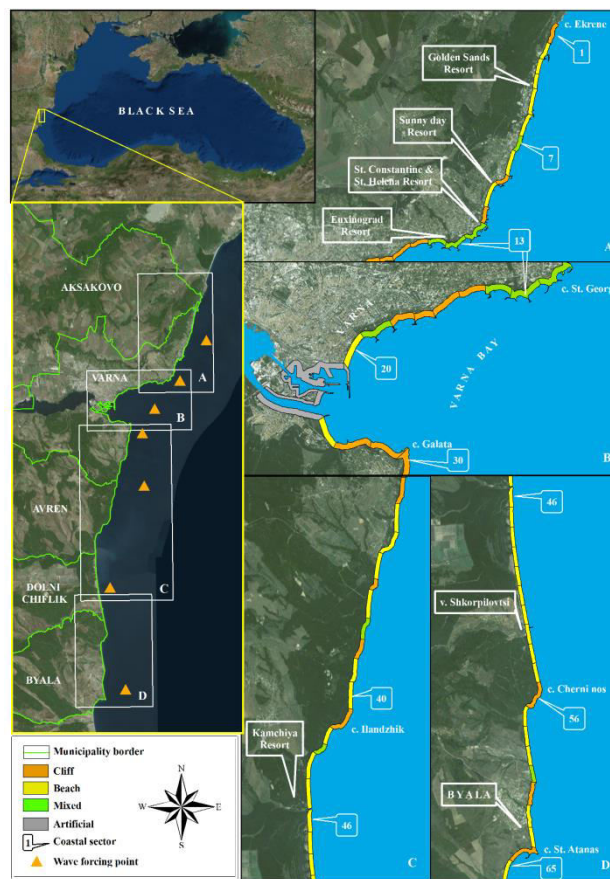 BLACK SEA
c. Ekrene
1
Golden Sands
Resort
Sunny day
Resort
7
St. Constantine &
St. Helena Resort
Euxinograd
Resort
13
A
AKSAKOVO
VARNA
A
B
AVREN
C
DOLNI
CHIFLIK
BYALA
D
VARNA
c. St. Georg
20
VARNA BAY
c. Galata
30
B
40
c. Ilandzhik
Kamchiya
Resort
46
C
46
v. Shkorpilovtsi
c. Cherni nos
56
BYALA
c. St. Atanas
65
D
Municipality border
Cliff
Beach
Mixed
Artificial
1 Coastal sector
Wave forcing point
N
W E
S